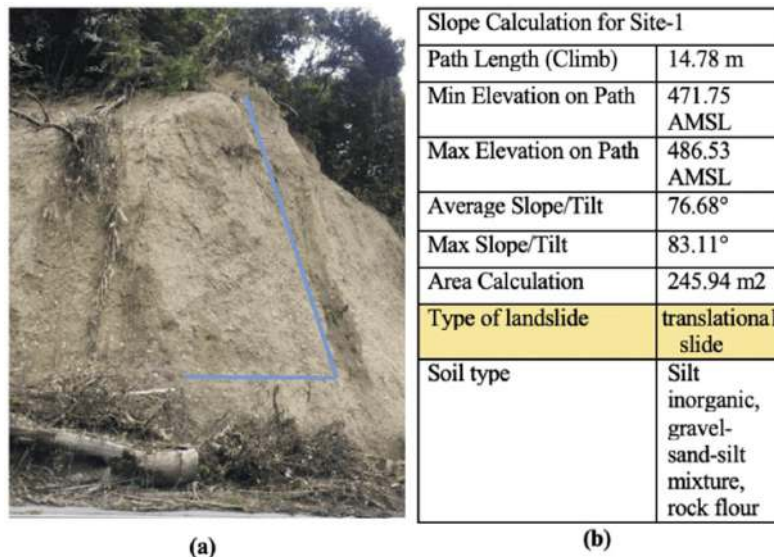 Slope Calculation for Site-1
Path Length (Climb) 14.78 m
Min Elevation on Path 471.75
AMSL
Max Elevation on Path 486.53
AMSL
Average Slope/Tilt 76.68°
Max Slope/Tilt 83.11°
Area Calculation 245.94 m2
Type of landslide translational
slide
Soil type Silt
inorganic,
gravel-
sand-silt
mixture,
rock flour
(a)
(b)